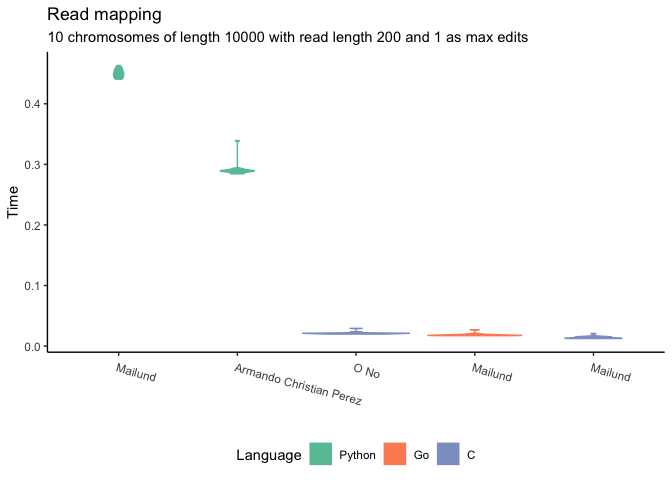 Read mapping
10 chromosomes of length 10000 with read length 200 and 1 as max edits
Time
0.4
0.3
0.2
0.1
0.0
Mailund
Armando Christian Perez
O No
Mailund
Mailund
Language
Python
Go
C